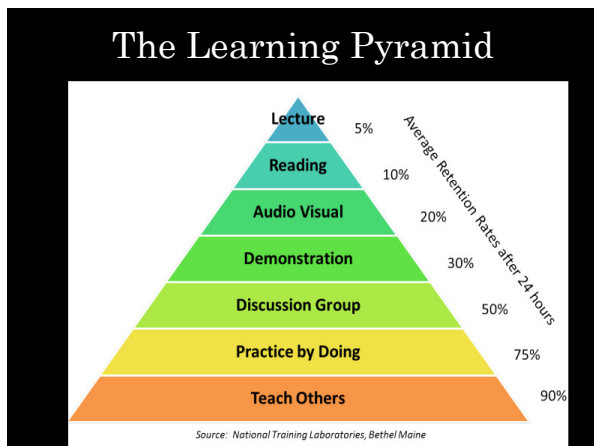 The Learning Pyramid
Lecture
5%
Average Retention Rates after 24 hours
Reading
10%
Audio Visual
20%
Demonstration
30%
Discussion Group
50%
Practice by Doing
75%
Teach Others
90%
Source: National Training Laboratories, Bethel Maine